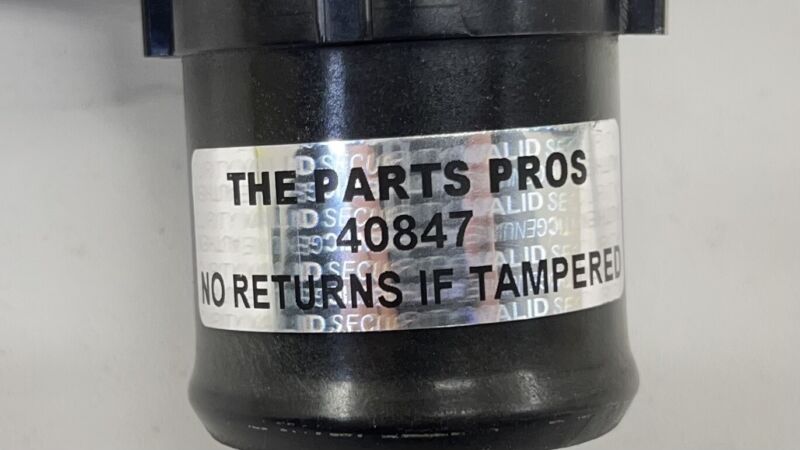 THE PARTS PROS
40847
NO RETURNS IF TAMPERED